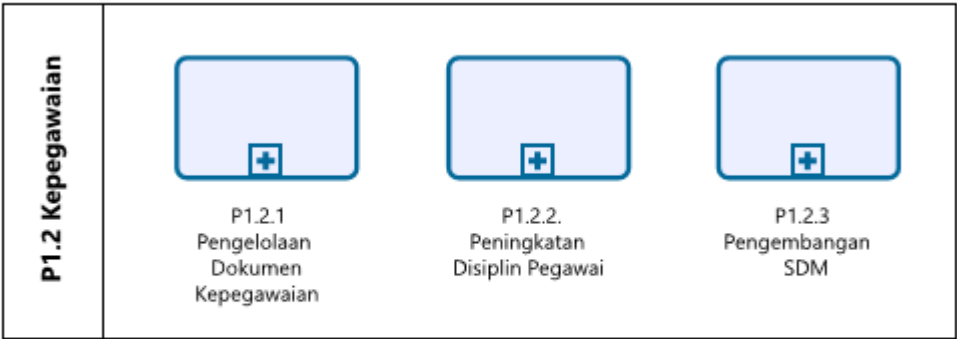 P1.2 Kepegawaian
P1.2.1
Pengelolaan
Dokumen
Kepegawaian
P1.2.2.
Peningkatan
Disiplin Pegawai
P1.2.3
Pengembangan
SDM